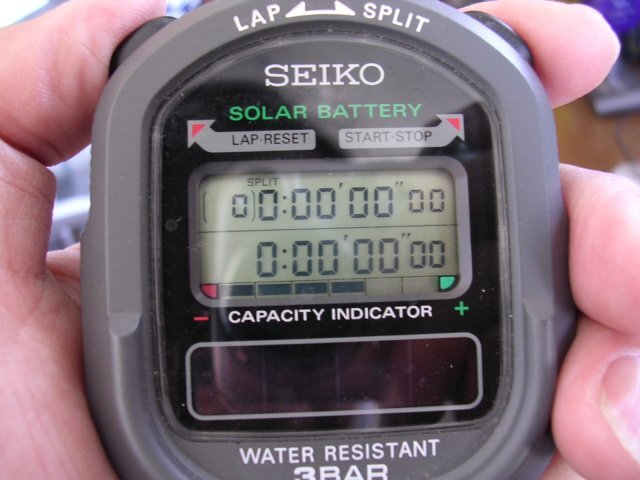 LAP SPLIT
SEIKO
SOLAR BATTERY
LAP·RESET START·STOP
SPLIT
(0) 0:00'00"00
0:00'00"00
− CAPACITY INDICATOR +
WATER RESISTANT
3BAR